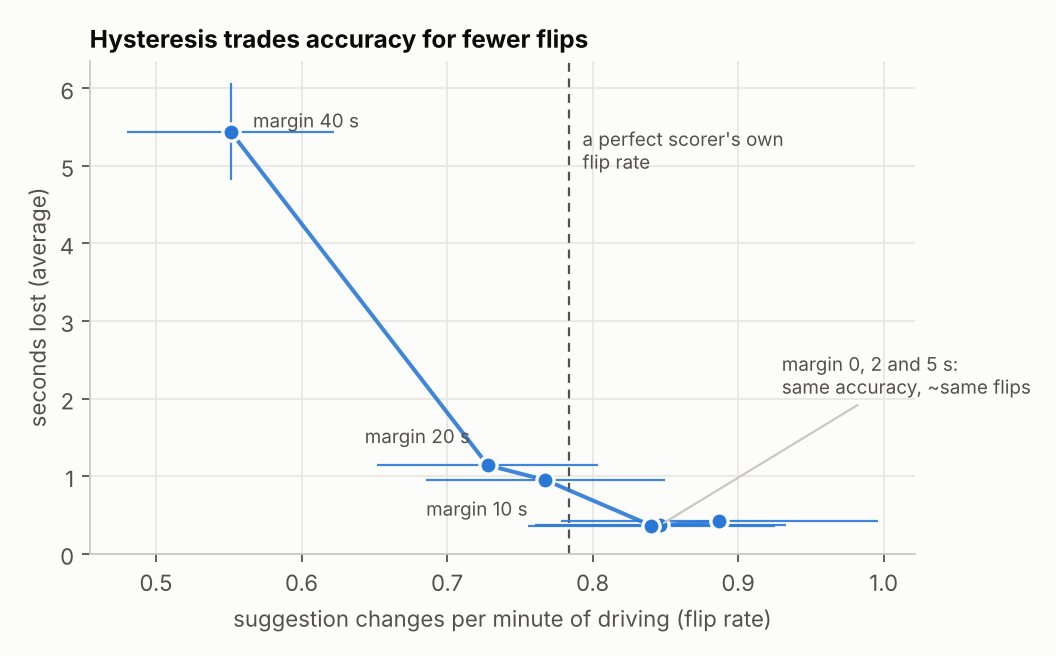 Hysteresis trades accuracy for fewer flips
6
margin 40 s
a perfect scorer's own
flip rate
5
4
3
margin 0, 2 and 5 s:
same accuracy, ~same flips
2
margin 20 s
1
margin 10 s
0
seconds lost (average)
0.5
0.6
0.7
0.8
0.9
1.0
suggestion changes per minute of driving (flip rate)